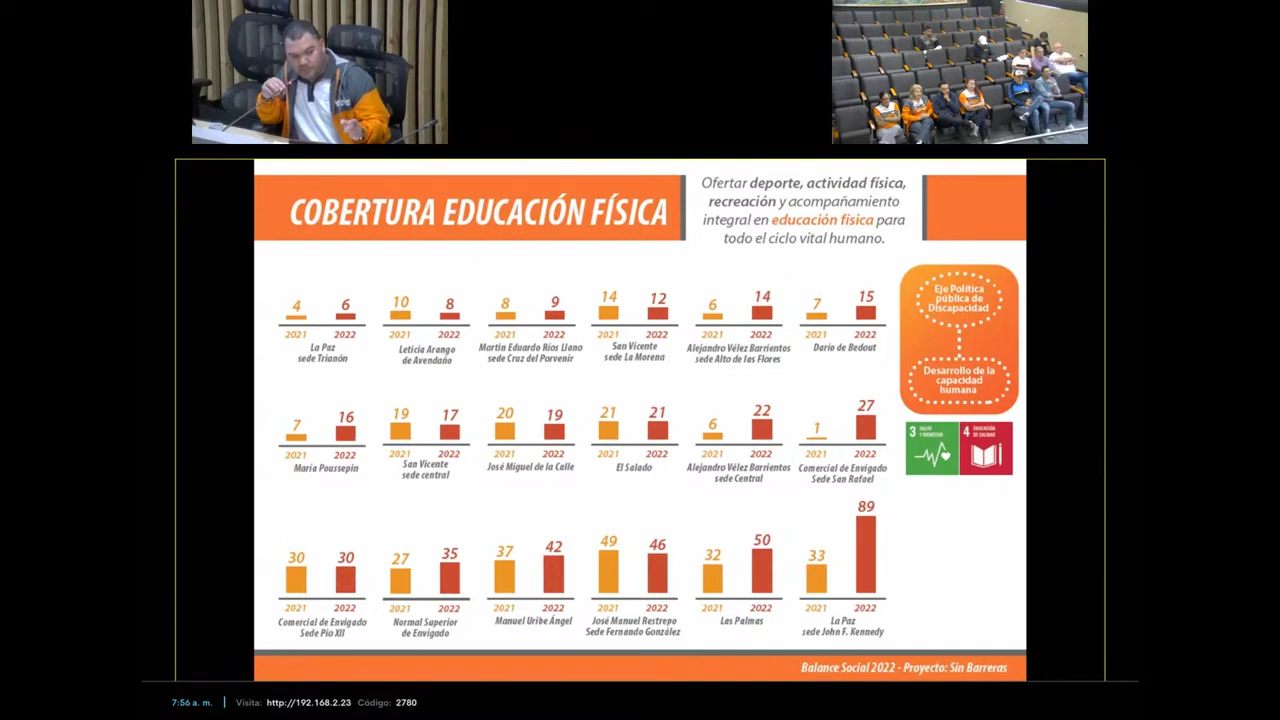 COBERTURA EDUCACIÓN FÍSICA
Ofertar deporte, actividad física,
recreación y acompañamiento
integral en educación física para
todo el ciclo vital humano.
4 6
2021 2022
La Paz
sede Trianón
10 8
2021 2022
Leticia Arango
de Avendaño
8 9
2021 2022
Martín Eduardo Ríos Llano
sede Cruz del Porvenir
14 12
2021 2022
San Vicente
sede La Morena
6 14
2021 2022
Alejandro Vélez Barrientos
sede Alto de las Flores
7 15
2021 2022
Darío de Bedout
Eje Política
pública de
Discapacidad
Desarrollo de la
capacidad
humana
7 16
2021 2022
María Poussepin
19 17
2021 2022
San Vicente
sede central
20 19
2021 2022
José Miguel de la Calle
21 21
2021 2022
El Salado
6 22
2021 2022
Alejandro Vélez Barrientos
sede Central
1 27
2021 2022
Comercial de Envigado
Sede San Rafael
3 SALUD
Y BIENESTAR
4 EDUCACIÓN
DE CALIDAD
30 30
2021 2022
Comercial de Envigado
Sede Pío XII
27 35
2021 2022
Normal Superior
de Envigado
37 42
2021 2022
Manuel Uribe Ángel
49 46
2021 2022
José Manuel Restrepo
Sede Fernando González
32 50
2021 2022
Las Palmas
33 89
2021 2022
La Paz
sede John F. Kennedy
Balance Social 2022 - Proyecto: Sin Barreras
7:56 a. m. | Visita: http://192.168.2.23 Código: 2780